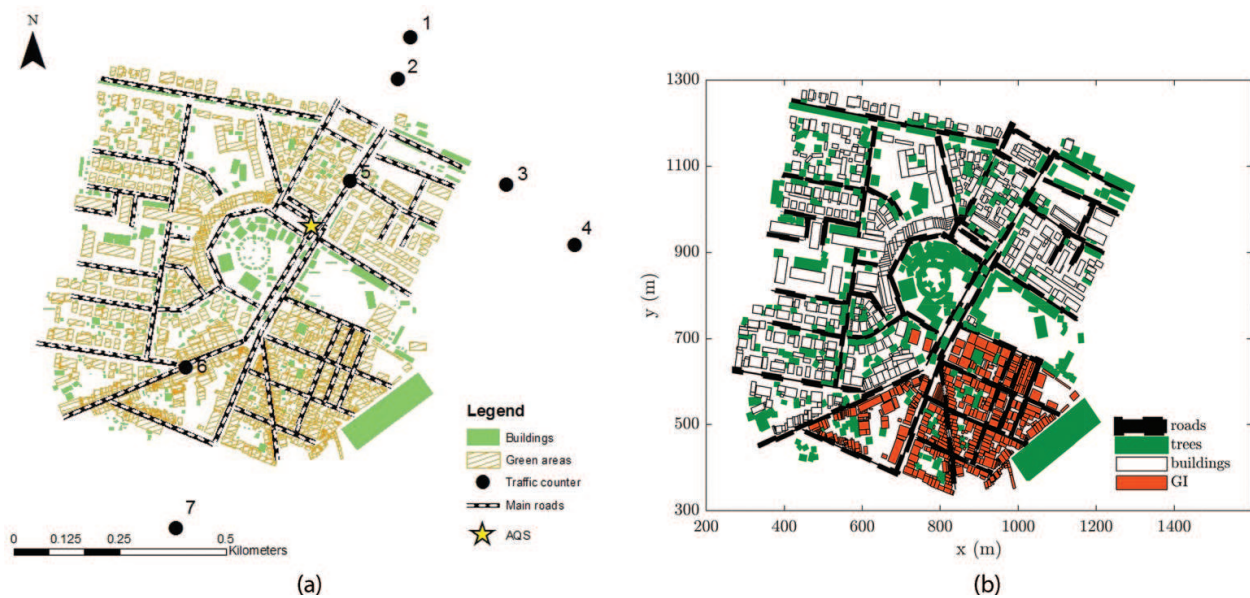 N
1
2
3
4
5
6
7
Legend
Buildings
Green areas
Traffic counter
Main roads
AQS
0 0.125 0.25 0.5
Kilometers
(a)
1300
1100
900
700
500
300
y (m)
200 400 600 800 1000 1200 1400
x (m)
roads
trees
buildings
GI
(b)